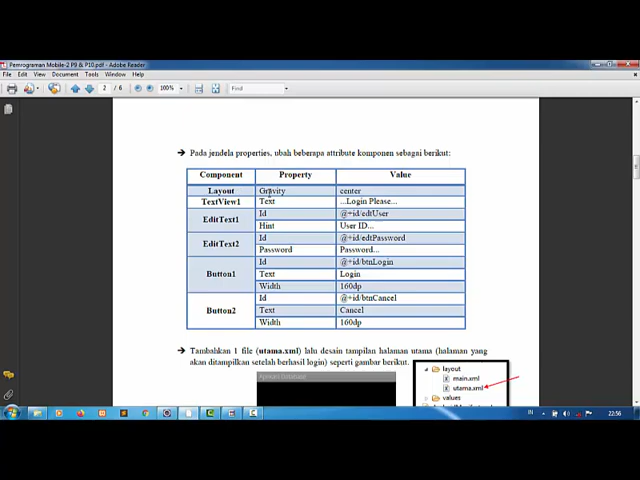 Pemrograman Mobile-2 P9 & P10.pdf - Adobe Reader
File Edit View Document Tools Window Help
2 / 6 100% Find
➔ Pada jendela properties, ubah beberapa attribute komponen sebagai berikut:
Component Property Value
Layout Gravity center
TextView1 Text ...Login Please...
EditText1 Id @+id/edtUser
Hint User ID...
EditText2 Id @+id/edtPassword
Password Password...
Button1 Id @+id/btnLogin
Text Login
Width 160dp
Button2 Id @+id/btnCancel
Text Cancel
Width 160dp
➔ Tambahkan 1 file (utama.xml) lalu desain tampilan halaman utama (halaman yang
akan ditampilkan setelah berhasil login) seperti gambar berikut.
layout
main.xml
utama.xml
values
IN 22:56